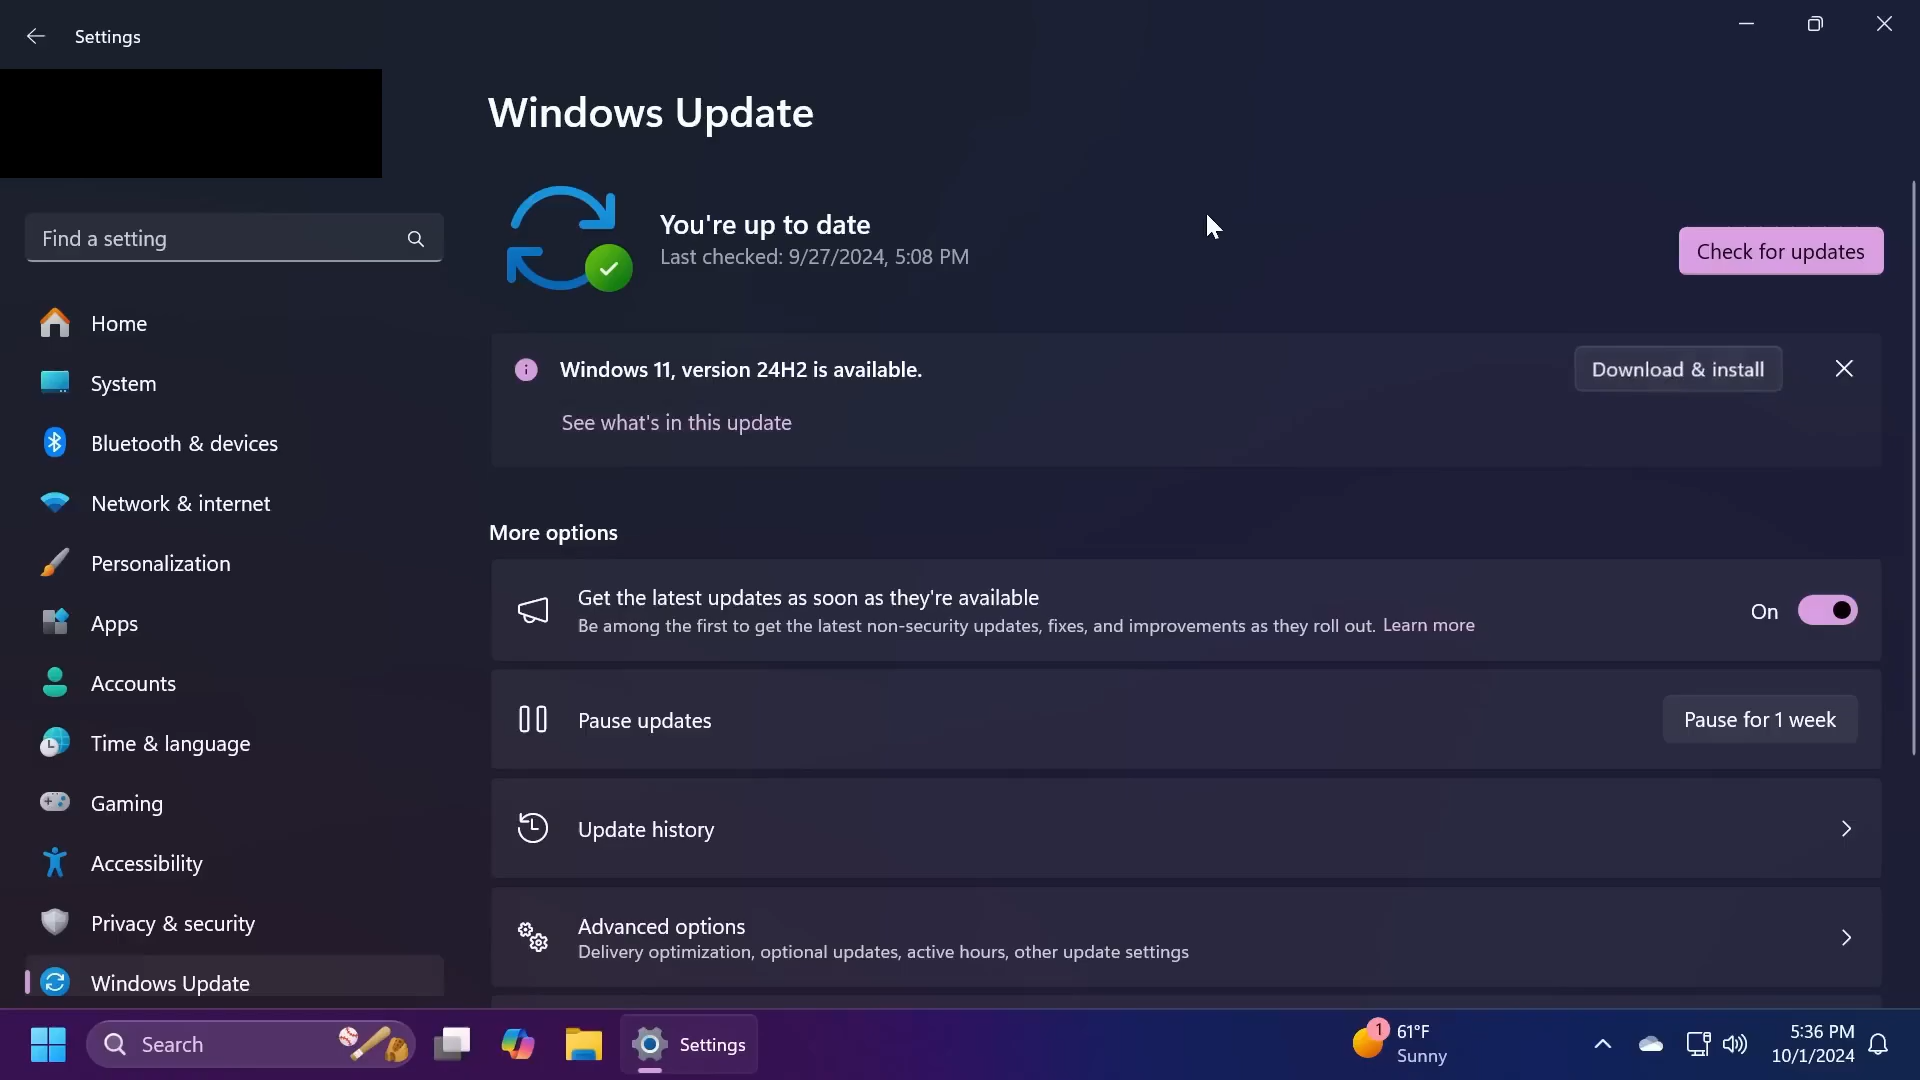 Settings
Windows Update
You're up to date
Last checked: 9/27/2024, 5:08 PM
Check for updates
Find a setting
Home
System
Bluetooth & devices
Network & internet
Personalization
Apps
Accounts
Time & language
Gaming
Accessibility
Privacy & security
Windows Update
Windows 11, version 24H2 is available.
Download & install
See what's in this update
More options
Get the latest updates as soon as they're available
Be among the first to get the latest non-security updates, fixes, and improvements as they roll out. Learn more
On
Pause updates
Pause for 1 week
Update history
Advanced options
Delivery optimization, optional updates, active hours, other update settings
Search
Settings
1
61°F
Sunny
5:36 PM
10/1/2024